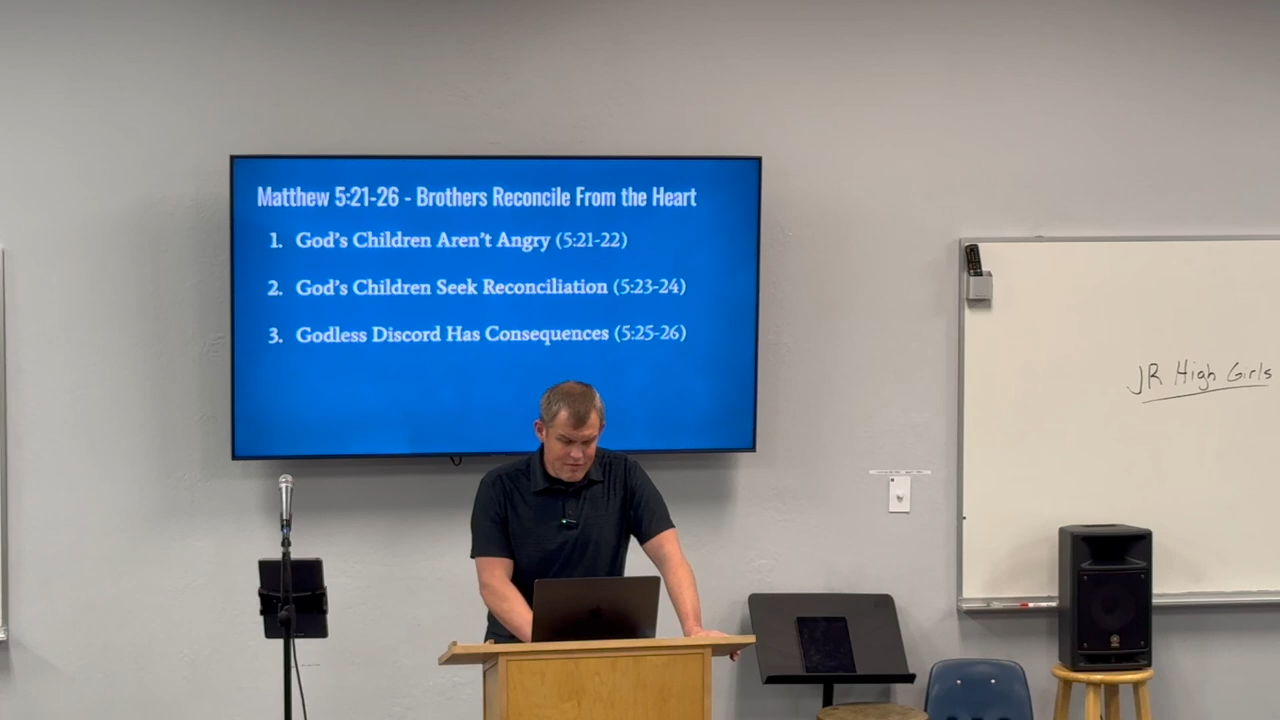 Matthew 5:21-26 - Brothers Reconcile From the Heart
1. God's Children Aren't Angry (5:21-22)
2. God's Children Seek Reconciliation (5:23-24)
3. Godless Discord Has Consequences (5:25-26)
JR High Girls